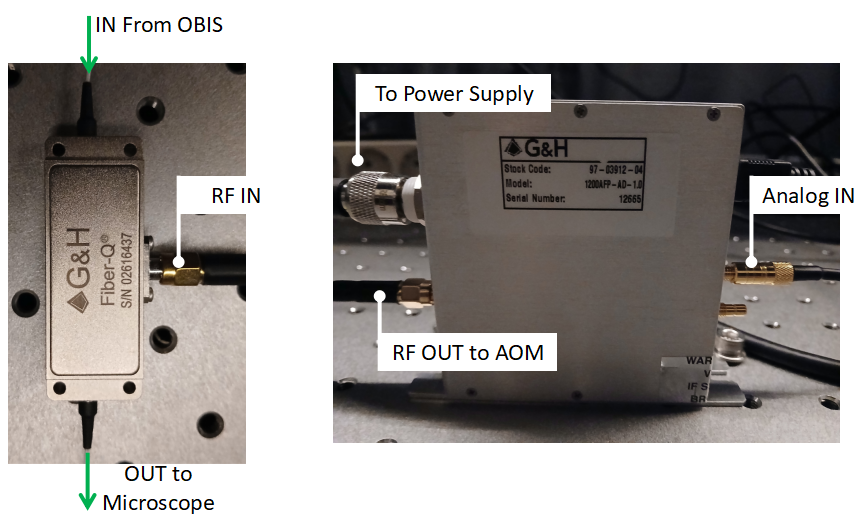 IN From OBIS
RF IN
G&H
Fiber-Q®
S/N 02616437
OUT to
Microscope
To Power Supply
G&H
Stock Code: 97-03912-04
Model: 1200AFP-AD-1.0
Serial Number: 12665
Analog IN
RF OUT to AOM
WAR
V
IF S
BR